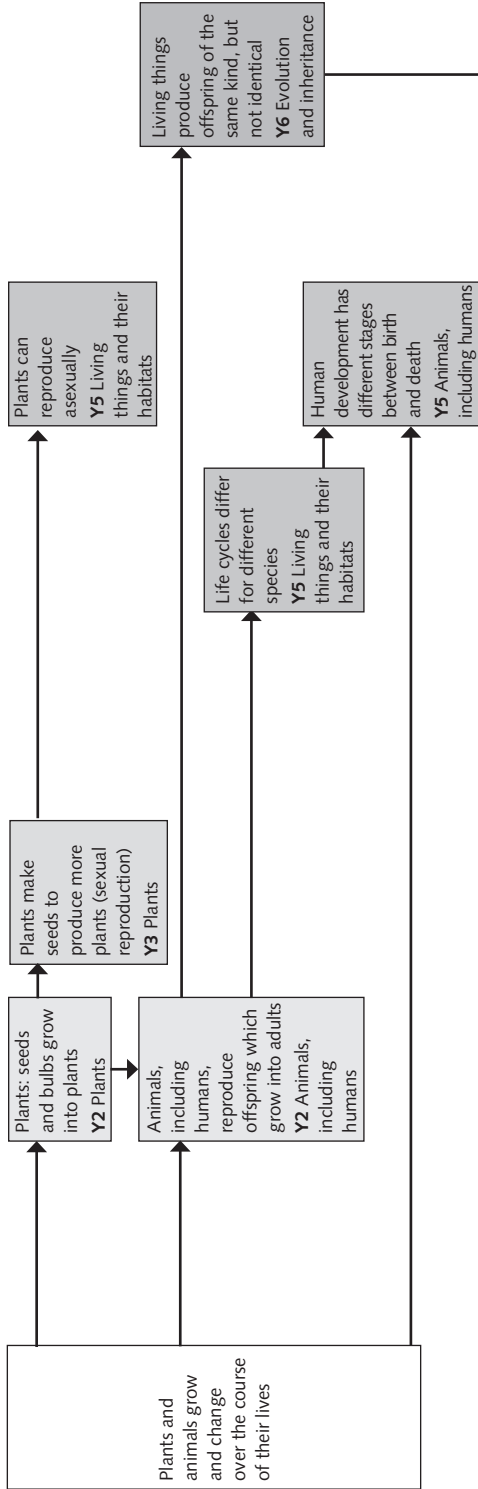 Plants and
animals grow
and change
over the course
of their lives
Plants: seeds
and bulbs grow
into plants
Y2 Plants
Animals,
including
humans,
reproduce
offspring which
grow into adults
Y2 Animals,
including
humans
Plants make
seeds to
produce more
plants (sexual
reproduction)
Y3 Plants
Life cycles differ
for different
species
Y5 Living
things and their
habitats
Plants can
reproduce
asexually
Y5 Living
things and their
habitats
Human
development has
different stages
between birth
and death
Y5 Animals,
including humans
Living things
produce
offspring of the
same kind, but
not identical
Y6 Evolution
and inheritance